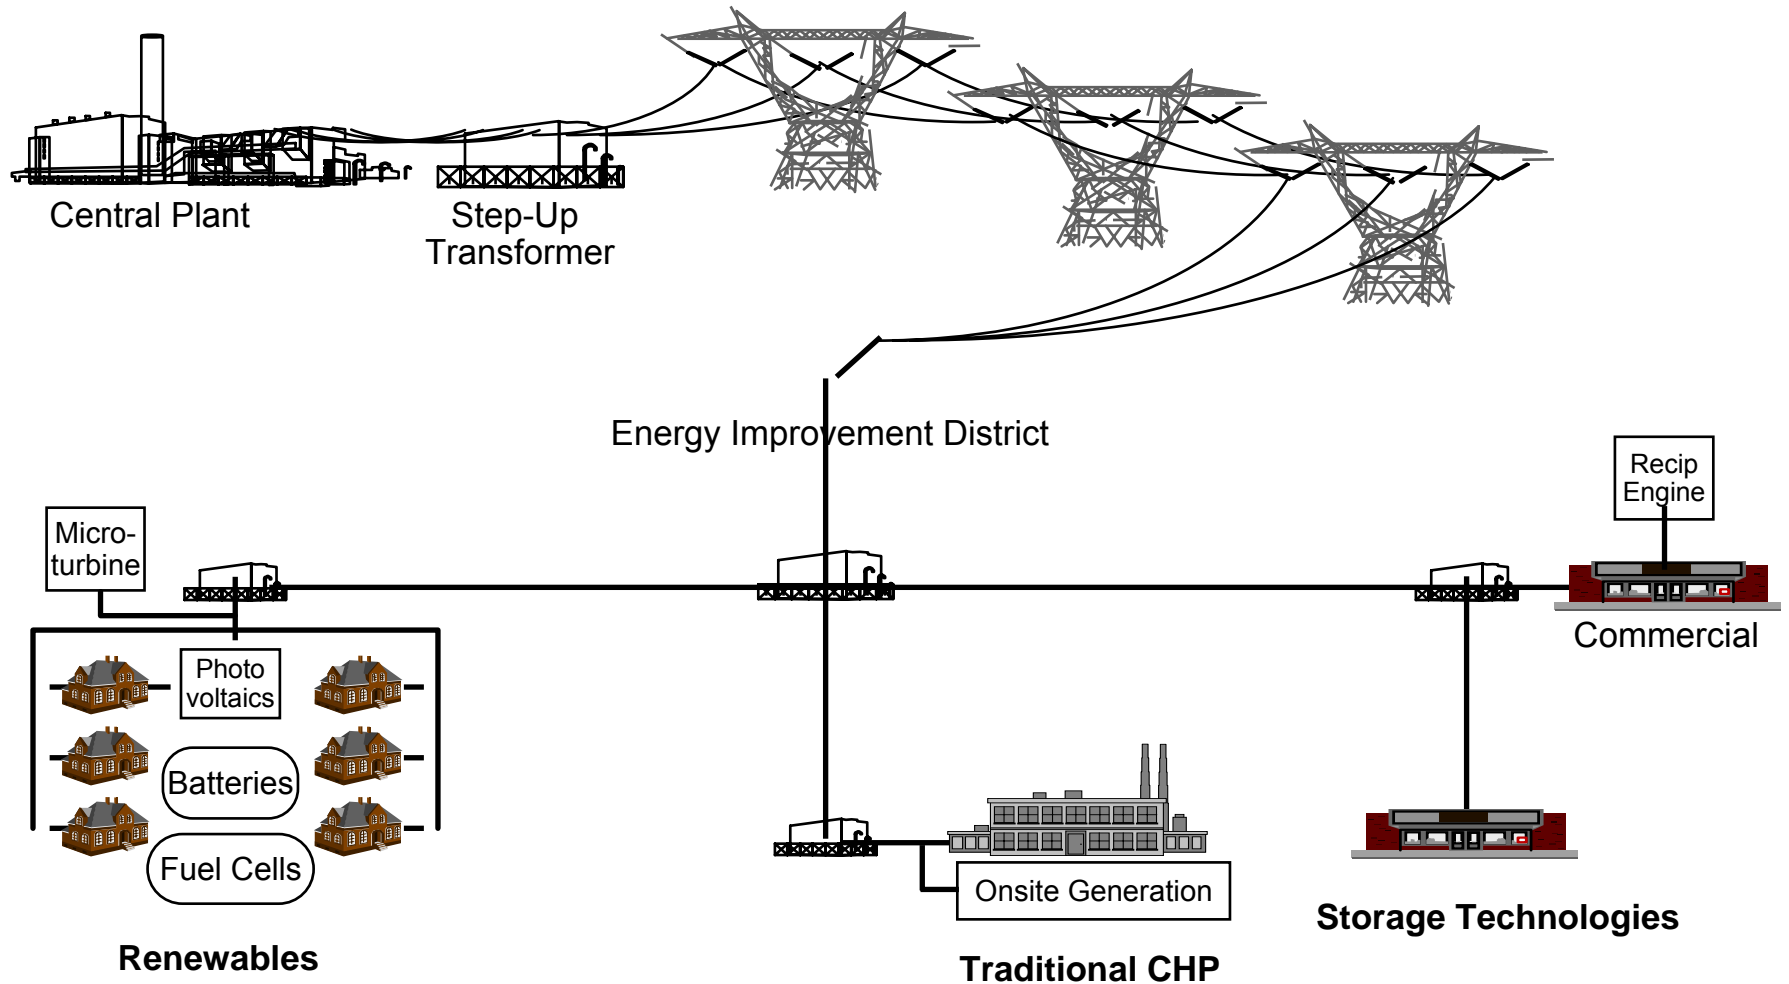 Central Plant
Step-Up
Transformer
Energy Improvement District
Recip
Engine
Micro-
turbine
Commercial
Photo
voltaics
Batteries
Fuel Cells
Onsite Generation
Storage Technologies
Renewables
Traditional CHP